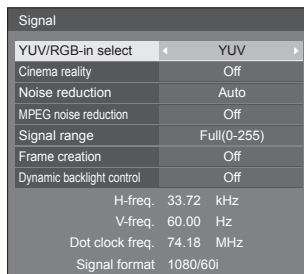 Signal
YUV/RGB-in select YUV
Cinema reality Off
Noise reduction Auto
MPEG noise reduction Off
Signal range Full(0-255)
Frame creation Off
Dynamic backlight control Off
H-freq. 33.72 kHz
V-freq. 60.00 Hz
Dot clock freq. 74.18 MHz
Signal format 1080/60i